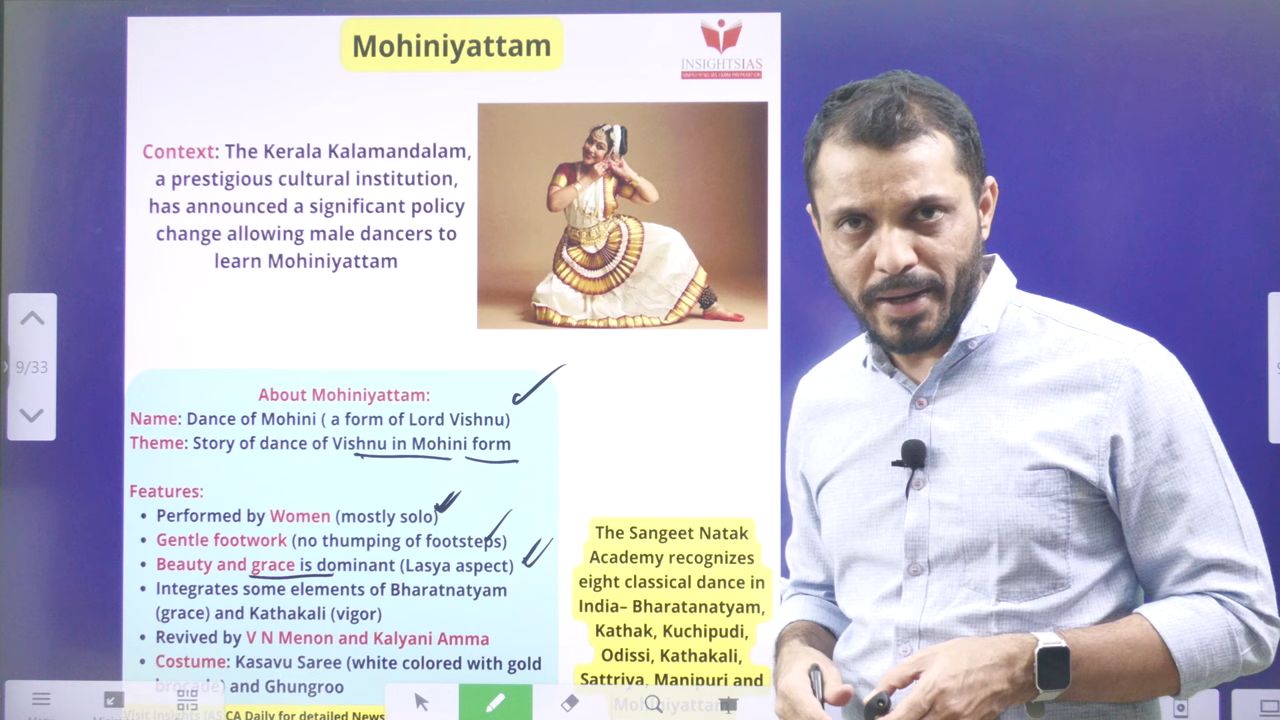 Mohiniyattam
INSIGHTSIAS
Context: The Kerala Kalamandalam,
a prestigious cultural institution,
has announced a significant policy
change allowing male dancers to
learn Mohiniyattam
9/33
About Mohiniyattam:
Name: Dance of Mohini ( a form of Lord Vishnu)
Theme: Story of dance of Vishnu in Mohini form
Features:
• Performed by Women (mostly solo)
• Gentle footwork (no thumping of footsteps)
• Beauty and grace is dominant (Lasya aspect)
• Integrates some elements of Bharatnatyam
(grace) and Kathakali (vigor)
• Revived by V N Menon and Kalyani Amma
• Costume: Kasavu Saree (white colored with gold
brocade) and Ghungroo
The Sangeet Natak
Academy recognizes
eight classical dance in
India– Bharatanatyam,
Kathak, Kuchipudi,
Odissi, Kathakali,
Sattriya, Manipuri and
Mohiniyattam
Visit Insights IAS CA Daily for detailed News